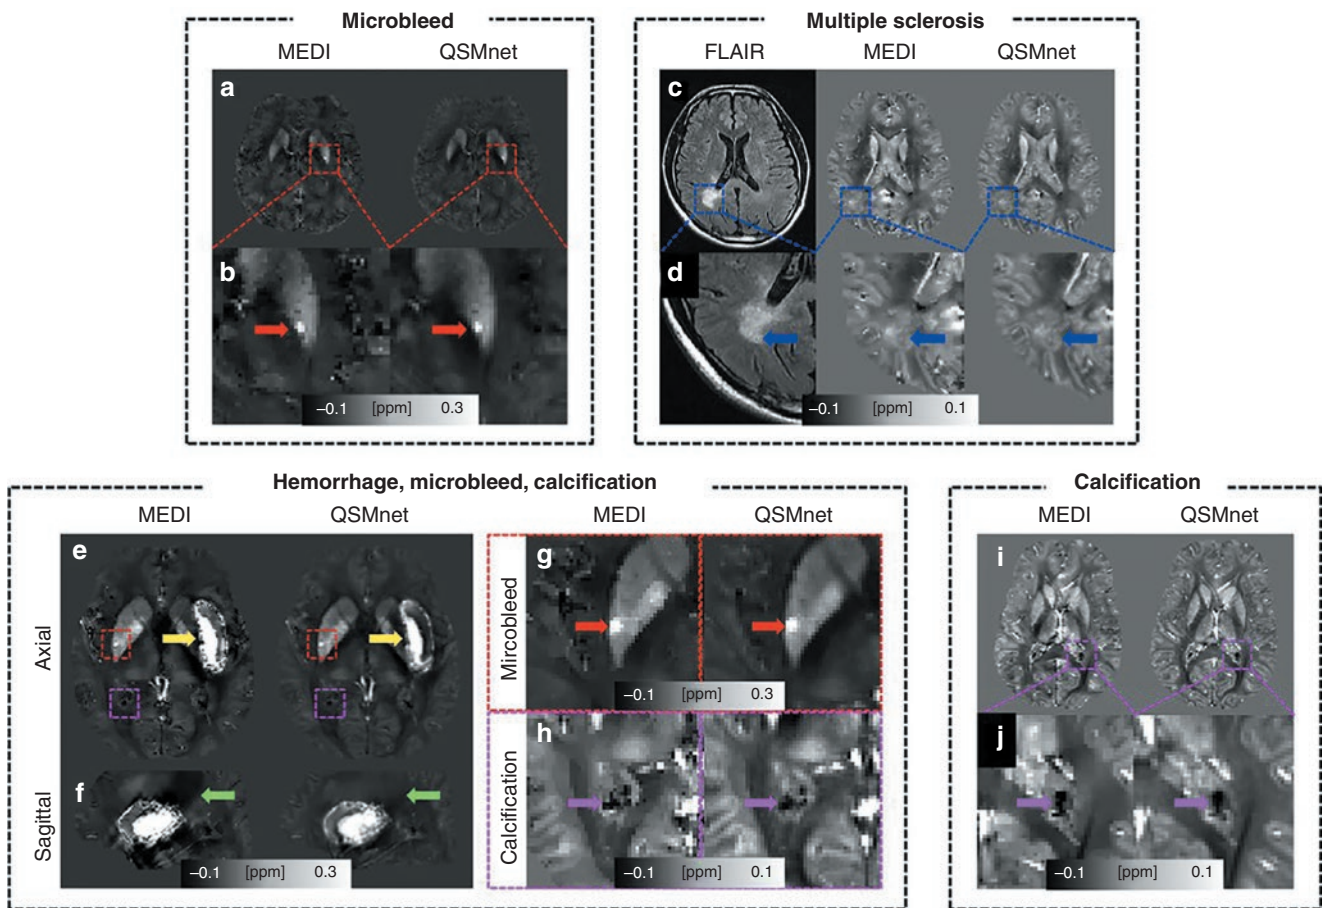 Microbleed
MEDI QSMnet
a
b
–0.1 [ppm] 0.3
Multiple sclerosis
FLAIR MEDI QSMnet
c
d
–0.1 [ppm] 0.1
Hemorrhage, microbleed, calcification
MEDI QSMnet MEDI QSMnet
Axial
e
Sagittal
f
–0.1 [ppm] 0.3
Mircobleed
g
–0.1 [ppm] 0.3
Calcification
h
–0.1 [ppm] 0.1
Calcification
MEDI QSMnet
i
j
–0.1 [ppm] 0.1